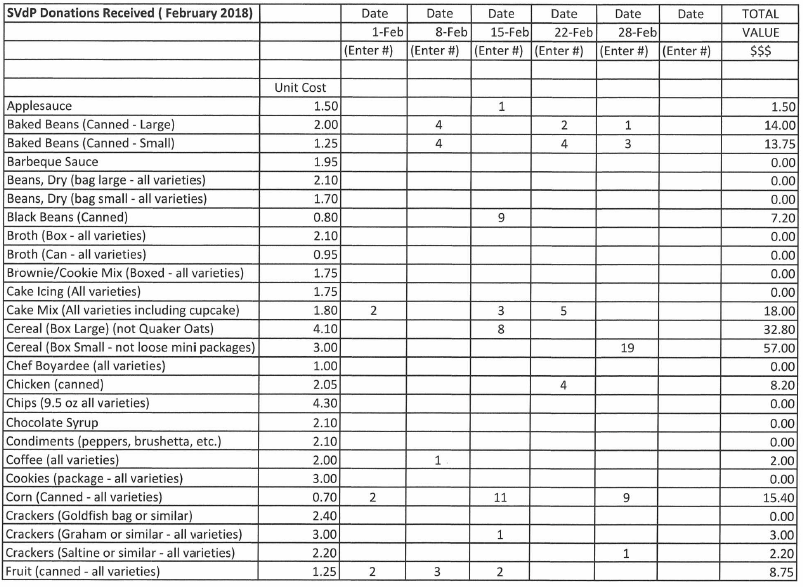 SVdP Donations Received ( February 2018) Date Date Date Date Date Date TOTAL
1-Feb 8-Feb 15-Feb 22-Feb 28-Feb VALUE
(Enter #) (Enter #) (Enter #) (Enter #) (Enter #) (Enter #) $$$
Unit Cost
Applesauce 1.50 1 1.50
Baked Beans (Canned - Large) 2.00 4 2 1 14.00
Baked Beans (Canned - Small) 1.25 4 4 3 13.75
Barbeque Sauce 1.95 0.00
Beans, Dry (bag large - all varieties) 2.10 0.00
Beans, Dry (bag small - all varieties) 1.70 0.00
Black Beans (Canned) 0.80 9 7.20
Broth (Box - all varieties) 2.10 0.00
Broth (Can - all varieties) 0.95 0.00
Brownie/Cookie Mix (Boxed - all varieties) 1.75 0.00
Cake Icing (All varieties) 1.75 0.00
Cake Mix (All varieties including cupcake) 1.80 2 3 5 18.00
Cereal (Box Large) (not Quaker Oats) 4.10 8 32.80
Cereal (Box Small - not loose mini packages) 3.00 19 57.00
Chef Boyardee (all varieties) 1.00 0.00
Chicken (canned) 2.05 4 8.20
Chips (9.5 oz all varieties) 4.30 0.00
Chocolate Syrup 2.10 0.00
Condiments (peppers, brushetta, etc.) 2.10 0.00
Coffee (all varieties) 2.00 1 2.00
Cookies (package - all varieties) 3.00 0.00
Corn (Canned - all varieties) 0.70 2 11 9 15.40
Crackers (Goldfish bag or similar) 2.40 0.00
Crackers (Graham or similar - all varieties) 3.00 1 3.00
Crackers (Saltine or similar - all varieties) 2.20 1 2.20
Fruit (canned - all varieties) 1.25 2 3 2 8.75